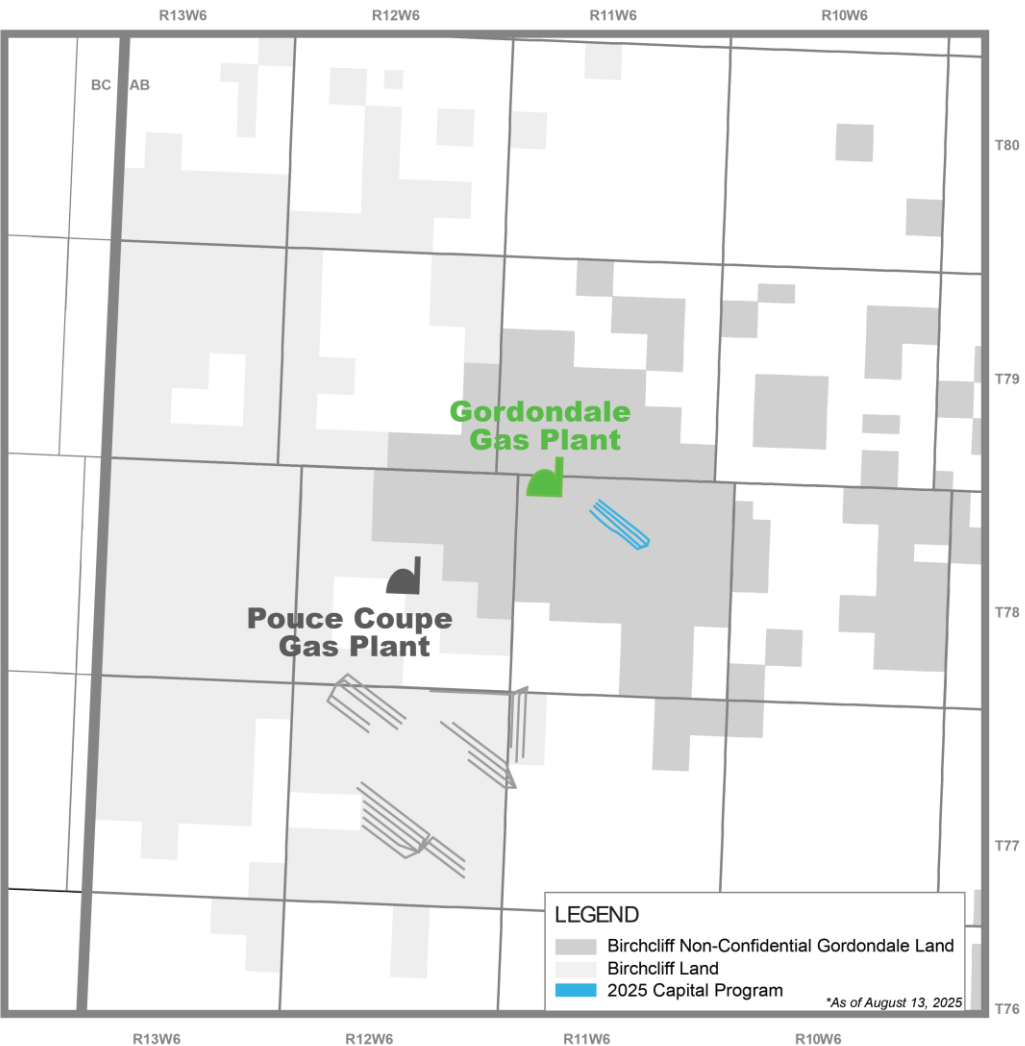 R13W6 R12W6 R11W6 R10W6
BC AB
T80
T79
Gordondale
Gas Plant
T78
Pouce Coupe
Gas Plant
T77
LEGEND
Birchcliff Non-Confidential Gordondale Land
Birchcliff Land
2025 Capital Program
*As of August 13, 2025
T76
R13W6 R12W6 R11W6 R10W6